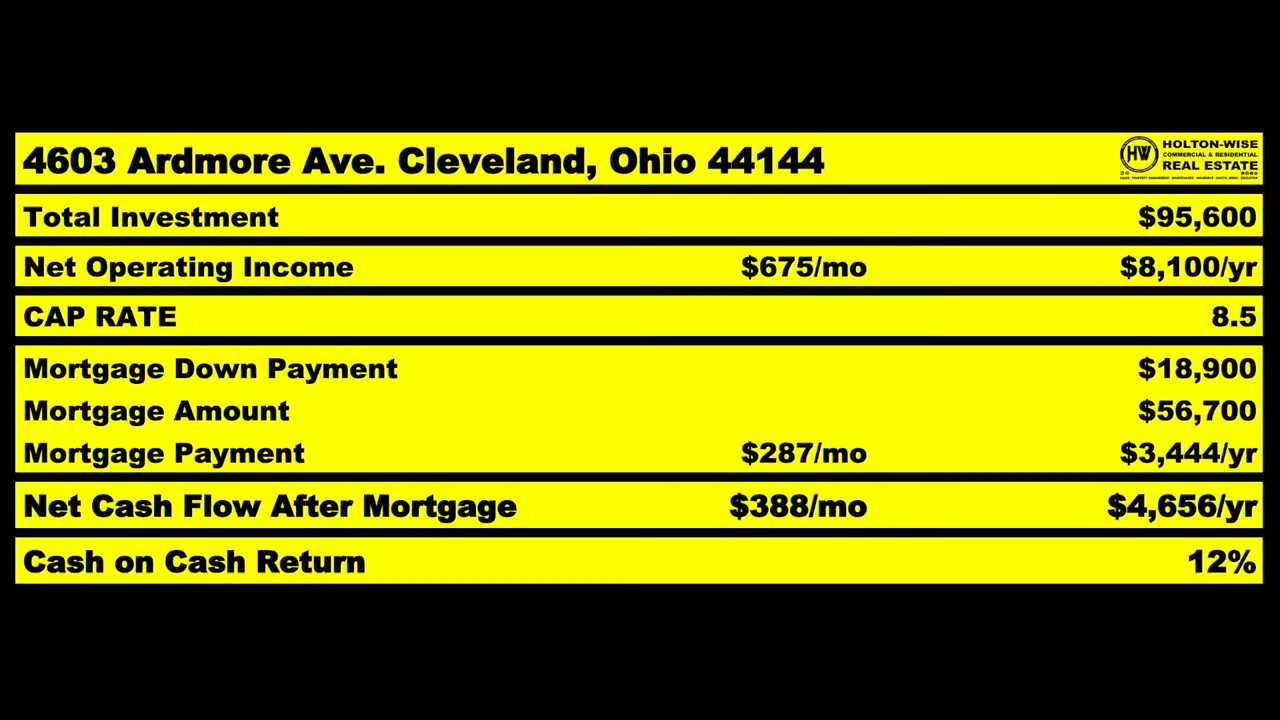 4603 Ardmore Ave. Cleveland, Ohio 44144
HW
HOLTON-WISE
COMMERCIAL & RESIDENTIAL
REAL ESTATE
Total Investment $95,600
Net Operating Income $675/mo $8,100/yr
CAP RATE 8.5
Mortgage Down Payment $18,900
Mortgage Amount $56,700
Mortgage Payment $287/mo $3,444/yr
Net Cash Flow After Mortgage $388/mo $4,656/yr
Cash on Cash Return 12%